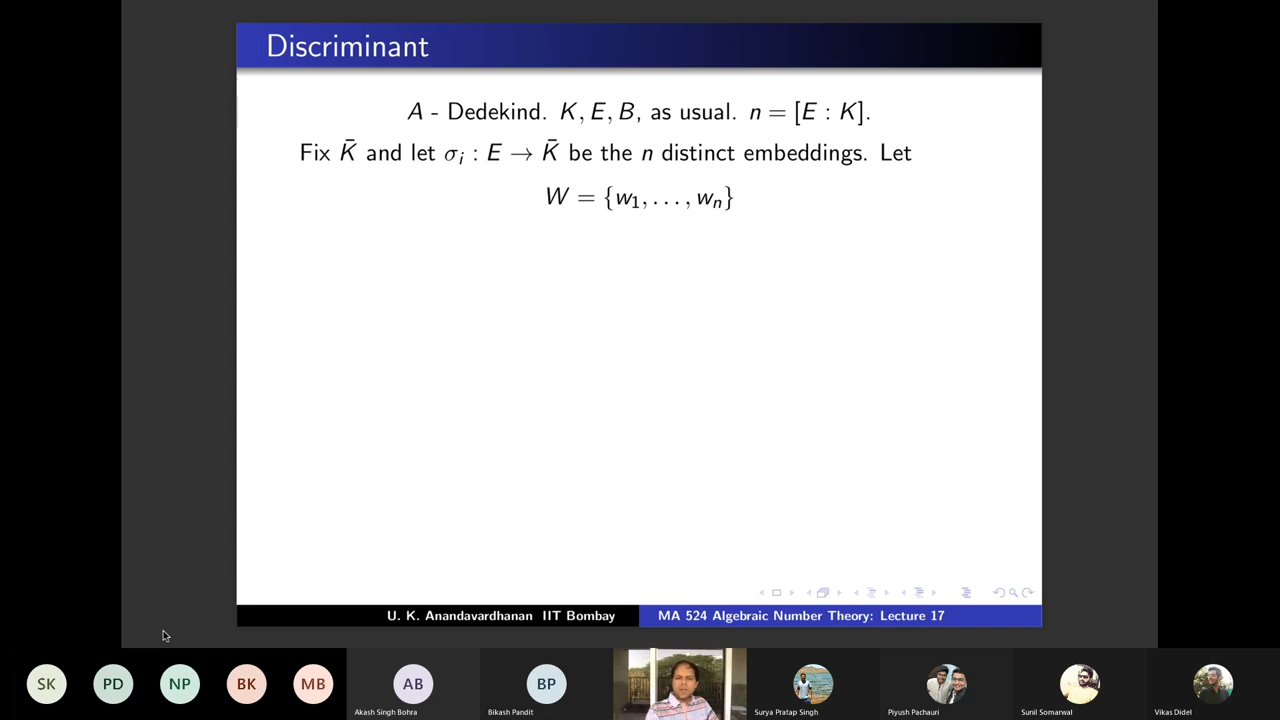 Discriminant
A - Dedekind. K, E, B, as usual. n = [E : K].
Fix K̄ and let σᵢ : E → K̄ be the n distinct embeddings. Let
W = {w₁, . . . , wₙ}
U. K. Anandavardhanan IIT Bombay MA 524 Algebraic Number Theory: Lecture 17
SK PD NP BK MB AB BP
Akash Singh Bohra Bikash Pandit Surya Pratap Singh Piyush Pachauri Sunil Somarwal Vikas Didel